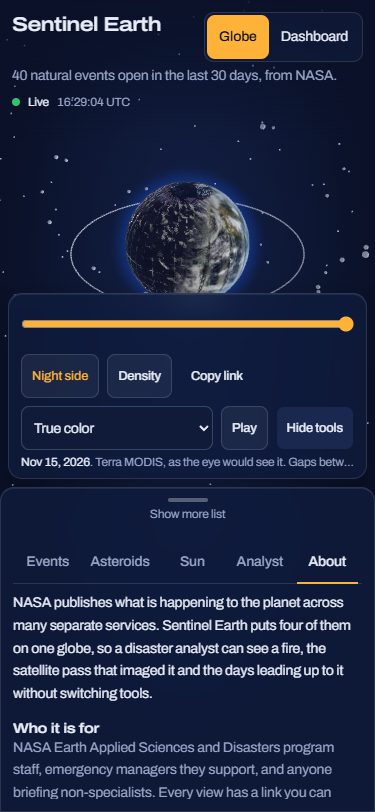 Sentinel Earth
Globe
Dashboard
40 natural events open in the last 30 days, from NASA.
Live 16:29:04 UTC
Night side
Density
Copy link
True color
Play
Hide tools
Nov 15, 2026. Terra MODIS, as the eye would see it. Gaps betw...
Show more list
Events
Asteroids
Sun
Analyst
About
NASA publishes what is happening to the planet across
many separate services. Sentinel Earth puts four of them
on one globe, so a disaster analyst can see a fire, the
satellite pass that imaged it and the days leading up to it
without switching tools.
Who it is for
NASA Earth Applied Sciences and Disasters program
staff, emergency managers they support, and anyone
briefing non-specialists. Every view has a link you can